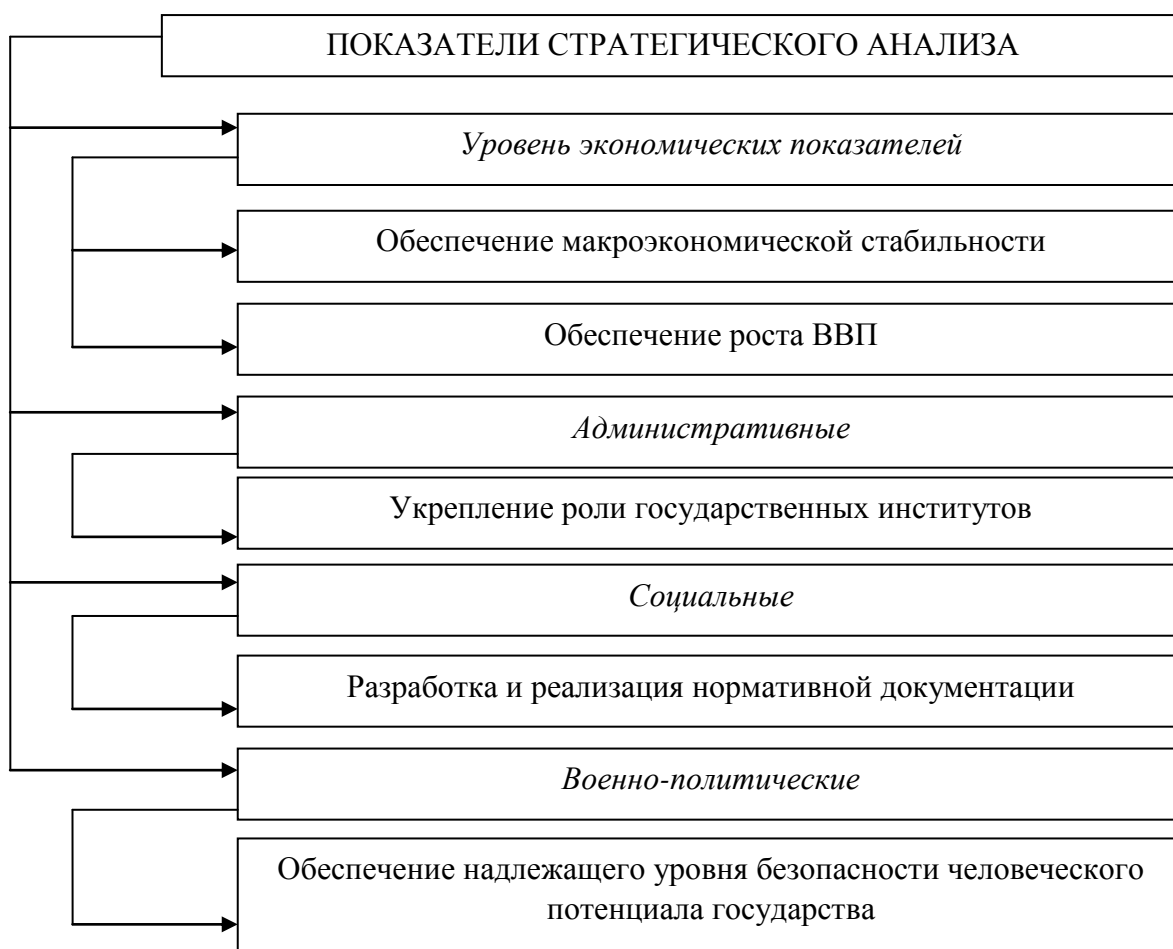 ПОКАЗАТЕЛИ СТРАТЕГИЧЕСКОГО АНАЛИЗА
Уровень экономических показателей
Обеспечение макроэкономической стабильности
Обеспечение роста ВВП
Административные
Укрепление роли государственных институтов
Социальные
Разработка и реализация нормативной документации
Военно-политические
Обеспечение надлежащего уровня безопасности человеческого
потенциала государства